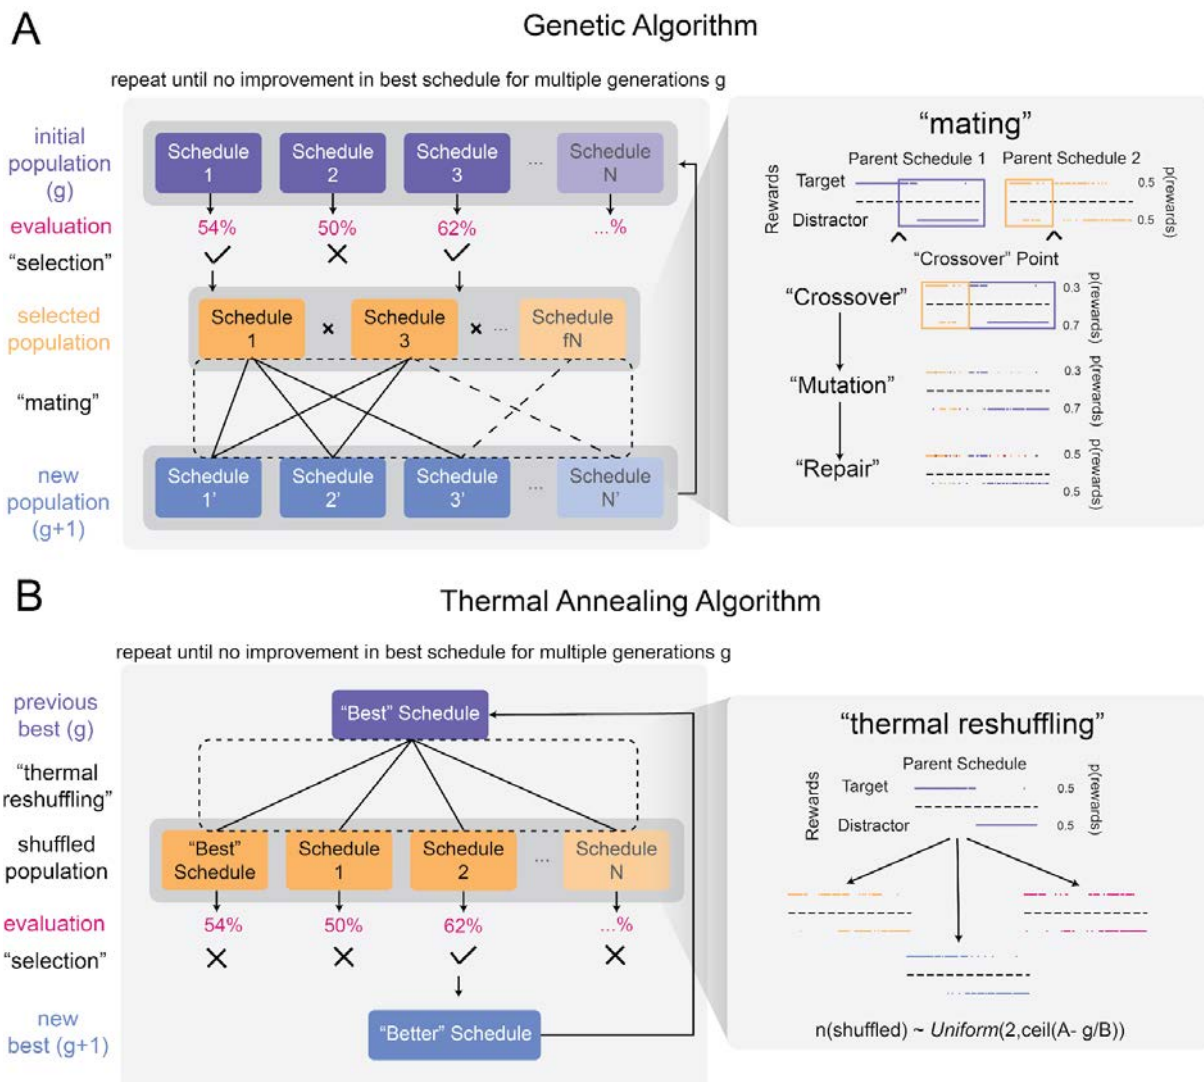 A
Genetic Algorithm
repeat until no improvement in best schedule for multiple generations g
initial
population
(g)
Schedule
1
Schedule
2
Schedule
3
...
Schedule
N
evaluation
54%
50%
62%
...%
"selection"
selected
population
Schedule
1
×
Schedule
3
×
...
Schedule
fN
"mating"
new
population
(g+1)
Schedule
1'
Schedule
2'
Schedule
3'
...
Schedule
N'
"mating"
Parent Schedule 1
Parent Schedule 2
Rewards
Target
Distractor
0.5
0.5
p(rewards)
"Crossover" Point
"Crossover"
0.3
0.7
p(rewards)
"Mutation"
0.3
0.7
p(rewards)
"Repair"
0.5
0.5
p(rewards)
B
Thermal Annealing Algorithm
repeat until no improvement in best schedule for multiple generations g
previous
best (g)
"Best" Schedule
"thermal
reshuffling"
shuffled
population
"Best"
Schedule
Schedule
1
Schedule
2
...
Schedule
N
evaluation
54%
50%
62%
...%
"selection"
new
best (g+1)
"Better" Schedule
"thermal reshuffling"
Parent Schedule
Rewards
Target
Distractor
0.5
0.5
p(rewards)
n(shuffled) ~ Uniform(2,ceil(A- g/B))